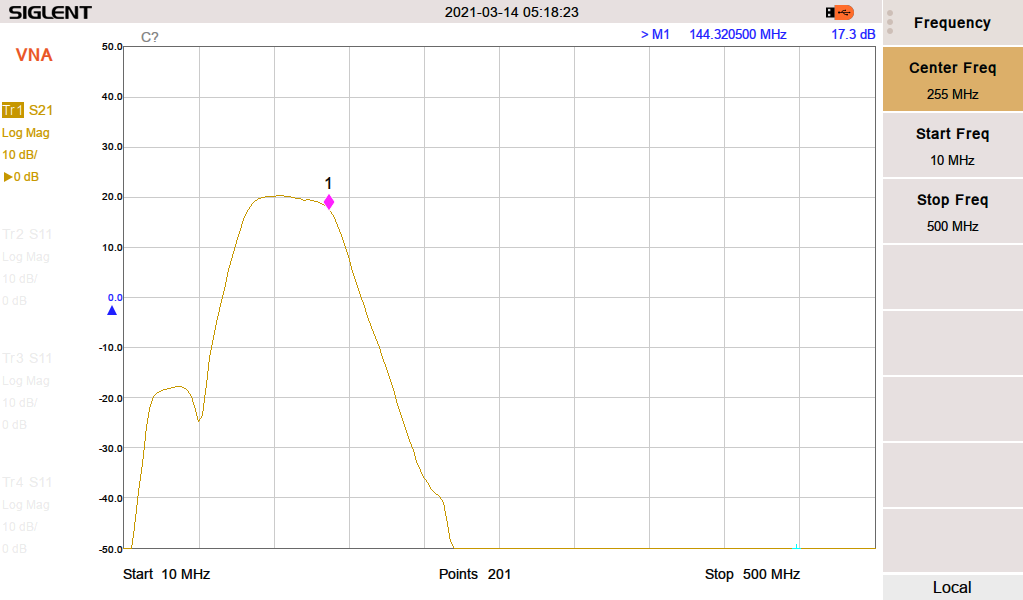 SIGLENT
2021-03-14 05:18:23
VNA
C?
> M1 144.320500 MHz 17.3 dB
Tr1 S21
Log Mag
10 dB/
▶0 dB
Tr2 S11
Log Mag
10 dB/
0 dB
Tr3 S11
Log Mag
10 dB/
0 dB
Tr4 S11
Log Mag
10 dB/
0 dB
50.0
40.0
30.0
20.0
10.0
0.0
-10.0
-20.0
-30.0
-40.0
-50.0
1
Start 10 MHz
Points 201
Stop 500 MHz
Frequency
Center Freq
255 MHz
Start Freq
10 MHz
Stop Freq
500 MHz
Local